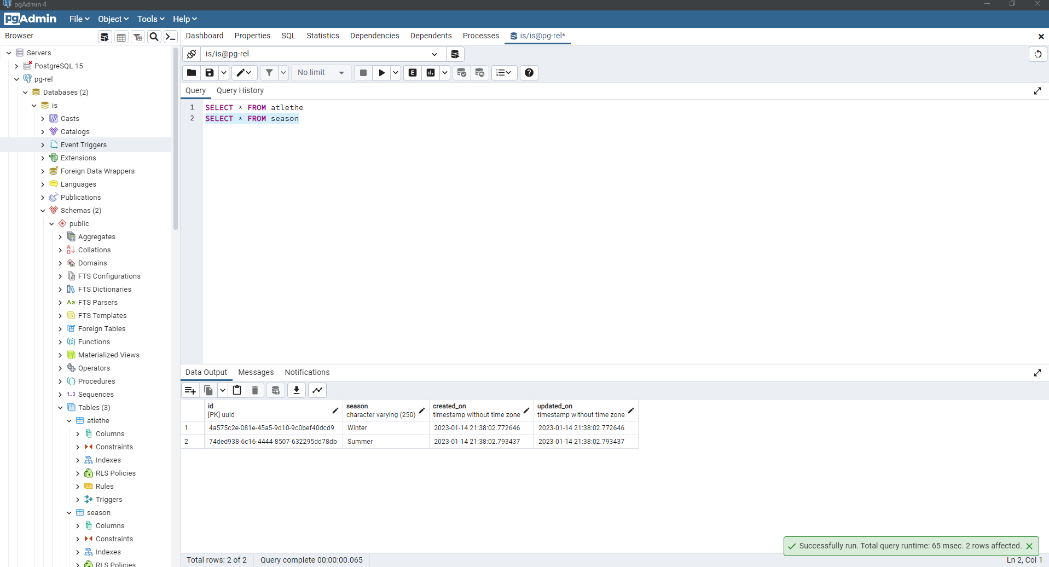 pgAdmin 4
pgAdmin File Object Tools Help
Browser
Dashboard Properties SQL Statistics Dependencies Dependents Processes is/is@pg-rel*
is/is@pg-rel
No limit
E
Query Query History
1 SELECT * FROM atlethe
2 SELECT * FROM season
Servers
PostgreSQL 15
pg-rel
Databases (2)
is
Casts
Catalogs
Event Triggers
Extensions
Foreign Data Wrappers
Languages
Publications
Schemas (2)
public
Aggregates
Collations
Domains
FTS Configurations
FTS Dictionaries
FTS Parsers
FTS Templates
Foreign Tables
Functions
Materialized Views
Operators
Procedures
1..3 Sequences
Tables (3)
atlethe
Columns
Constraints
Indexes
RLS Policies
Rules
Triggers
season
Columns
Constraints
Indexes
RLS Policies
Data Output Messages Notifications
id season created_on updated_on
[PK] uuid character varying (250) timestamp without time zone timestamp without time zone
1 4a575c2e-081e-45a5-9d10-9c0bef40dcd9 Winter 2023-01-14 21:38:02.772646 2023-01-14 21:38:02.772646
2 74ded938-6c16-4444-8507-632295dd78db Summer 2023-01-14 21:38:02.793437 2023-01-14 21:38:02.793437
Successfully run. Total query runtime: 65 msec. 2 rows affected.
Total rows: 2 of 2 Query complete 00:00:00.065 Ln 2, Col 1